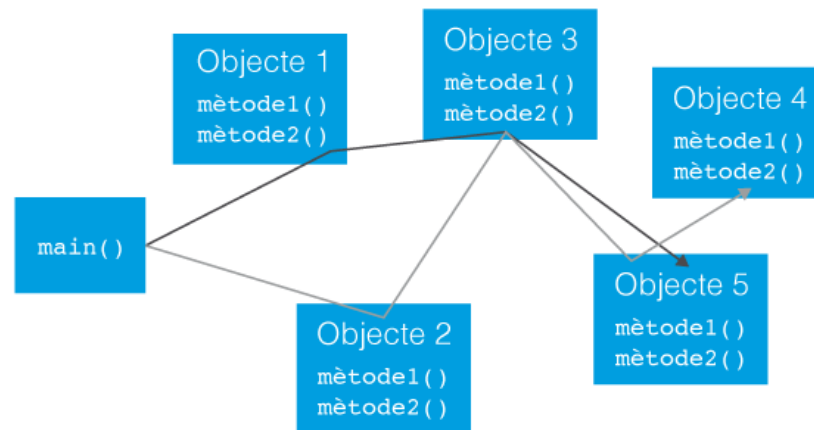 Objecte 1
mètode1()
mètode2()
Objecte 3
mètode1()
mètode2()
Objecte 4
mètode1()
mètode2()
main()
Objecte 2
mètode1()
mètode2()
Objecte 5
mètode1()
mètode2()